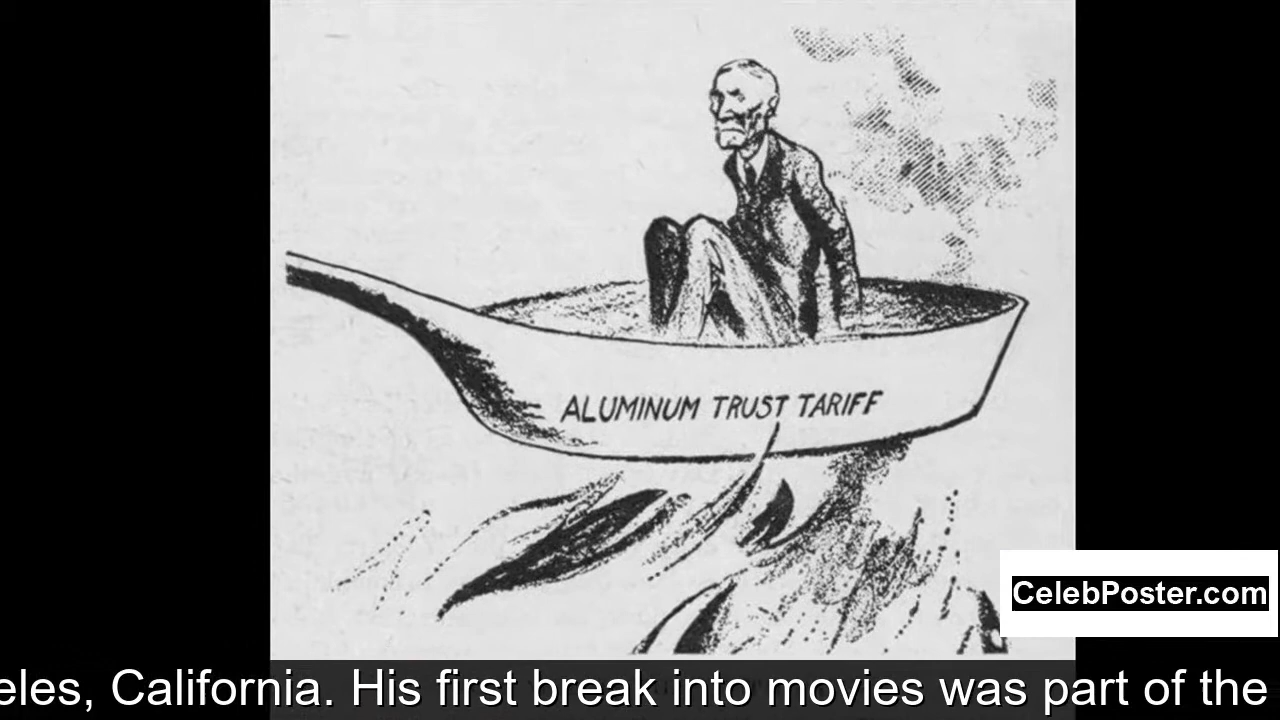 ALUMINUM TRUST TARIFF
CelebPoster.com
eles, California. His first break into movies was part of the